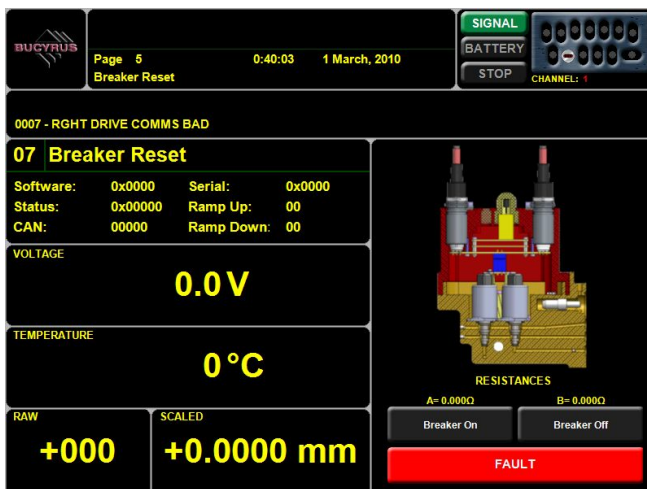 BUCYRUS
Page 5 0:40:03 1 March, 2010
Breaker Reset
SIGNAL
BATTERY
STOP
CHANNEL: 1
0007 - RGHT DRIVE COMMS BAD
07 Breaker Reset
Software: 0x0000 Serial: 0x0000
Status: 0x00000 Ramp Up: 00
CAN: 00000 Ramp Down: 00
VOLTAGE
0.0 V
TEMPERATURE
0 °C
RAW
+000
SCALED
+0.0000 mm
RESISTANCES
A= 0.000Ω B= 0.000Ω
Breaker On Breaker Off
FAULT